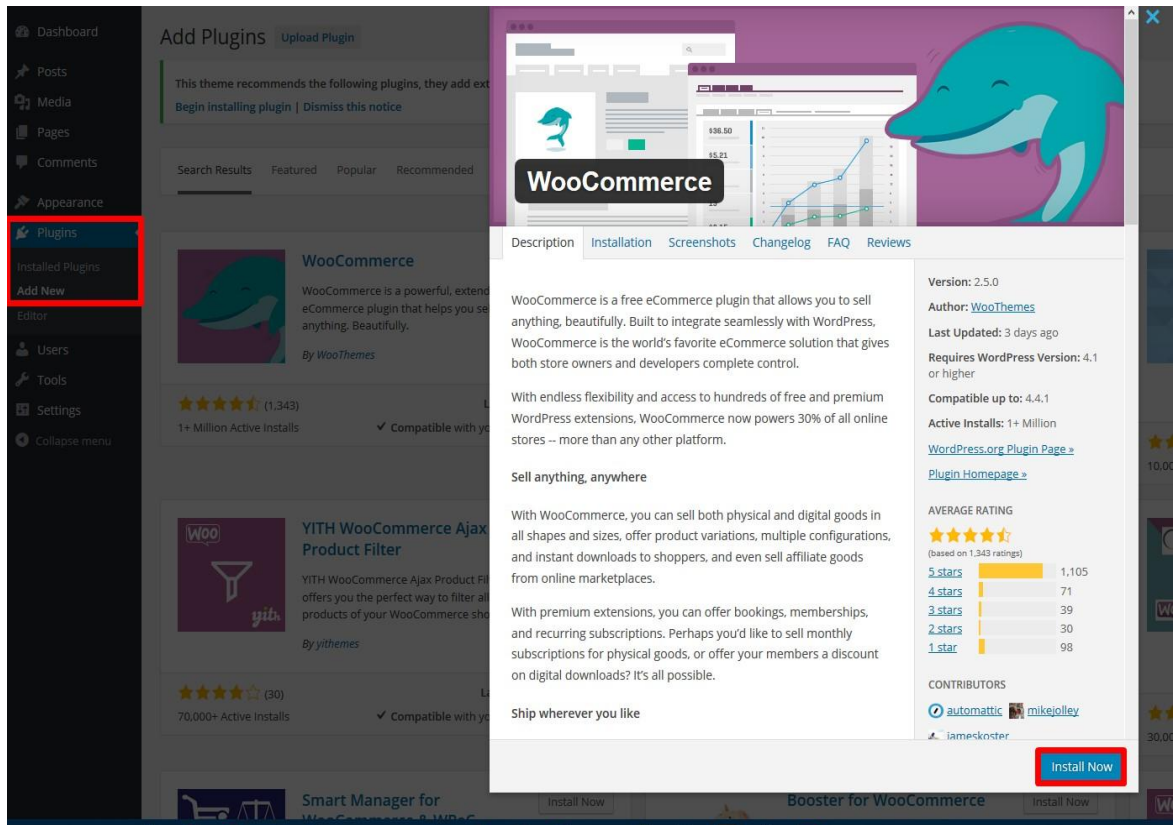 Dashboard
Posts
Media
Pages
Comments
Appearance
Plugins
Installed Plugins
Add New
Editor
Users
Tools
Settings
Collapse menu
Add Plugins Upload Plugin
This theme recommends the following plugins, they add ext
Begin installing plugin | Dismiss this notice
Search Results Featured Popular Recommended
WooCommerce
WooCommerce is a powerful, extend
eCommerce plugin that helps you se
anything. Beautifully.
By WooThemes
(1,343)
1+ Million Active Installs
Compatible with yo
Woo
yith
YITH WooCommerce Ajax
Product Filter
YITH WooCommerce Ajax Product Fil
offers you the perfect way to filter all
products of your WooCommerce sho
By yithemes
(30)
70,000+ Active Installs
Compatible with yo
Smart Manager for
Install Now
Booster for WooCommerce
Install Now
$36.50
$5.21
WooCommerce
Description Installation Screenshots Changelog FAQ Reviews
WooCommerce is a free eCommerce plugin that allows you to sell
anything, beautifully. Built to integrate seamlessly with WordPress,
WooCommerce is the world's favorite eCommerce solution that gives
both store owners and developers complete control.
With endless flexibility and access to hundreds of free and premium
WordPress extensions, WooCommerce now powers 30% of all online
stores -- more than any other platform.
Sell anything, anywhere
With WooCommerce, you can sell both physical and digital goods in
all shapes and sizes, offer product variations, multiple configurations,
and instant downloads to shoppers, and even sell affiliate goods
from online marketplaces.
With premium extensions, you can offer bookings, memberships,
and recurring subscriptions. Perhaps you'd like to sell monthly
subscriptions for physical goods, or offer your members a discount
on digital downloads? It's all possible.
Ship wherever you like
Version: 2.5.0
Author: WooThemes
Last Updated: 3 days ago
Requires WordPress Version: 4.1
or higher
Compatible up to: 4.4.1
Active Installs: 1+ Million
WordPress.org Plugin Page »
Plugin Homepage »
AVERAGE RATING
(based on 1,343 ratings)
5 stars 1,105
4 stars 71
3 stars 39
2 stars 30
1 star 98
CONTRIBUTORS
automattic mikejolley
jameskoster
Install Now
10,00
30,00